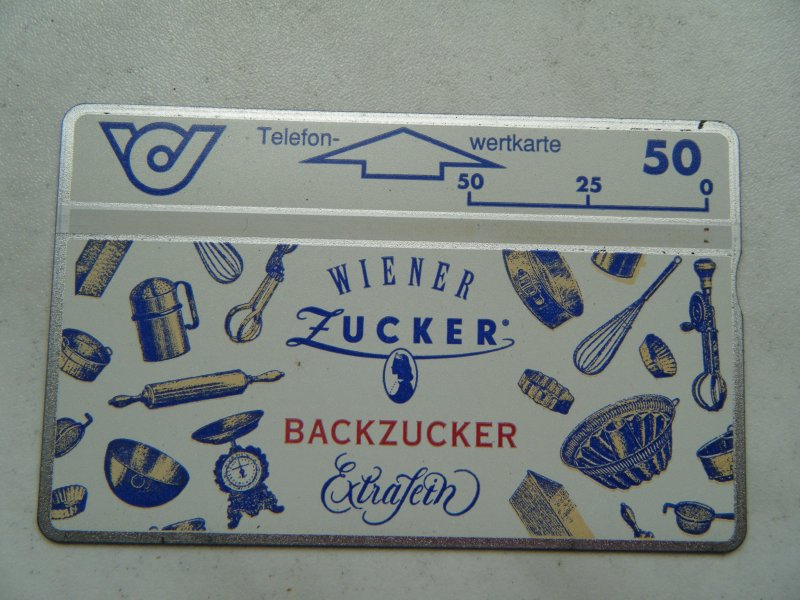 Telefon- wertkarte 50
50 25 0
WIENER
ZUCKER
BACKZUCKER
Extrafein